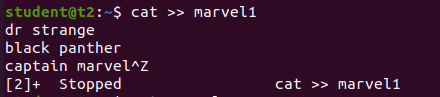 student@t2:~$ cat >> marvel1
dr strange
black panther
captain marvel^Z
[2]+  Stopped                 cat >> marvel1